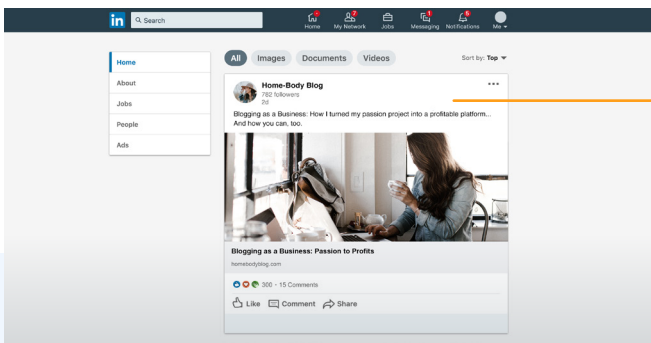 in Search
Home My Network Jobs Messaging Notifications Me
7 1 5
Home
About
Jobs
People
Ads
All Images Documents Videos Sort by: Top
Home-Body Blog
782 followers
2d
Blogging as a Business: How I turned my passion project into a profitable platform...
And how you can, too.
Blogging as a Business: Passion to Profits
homebodyblog.com
300 • 15 Comments
Like Comment Share